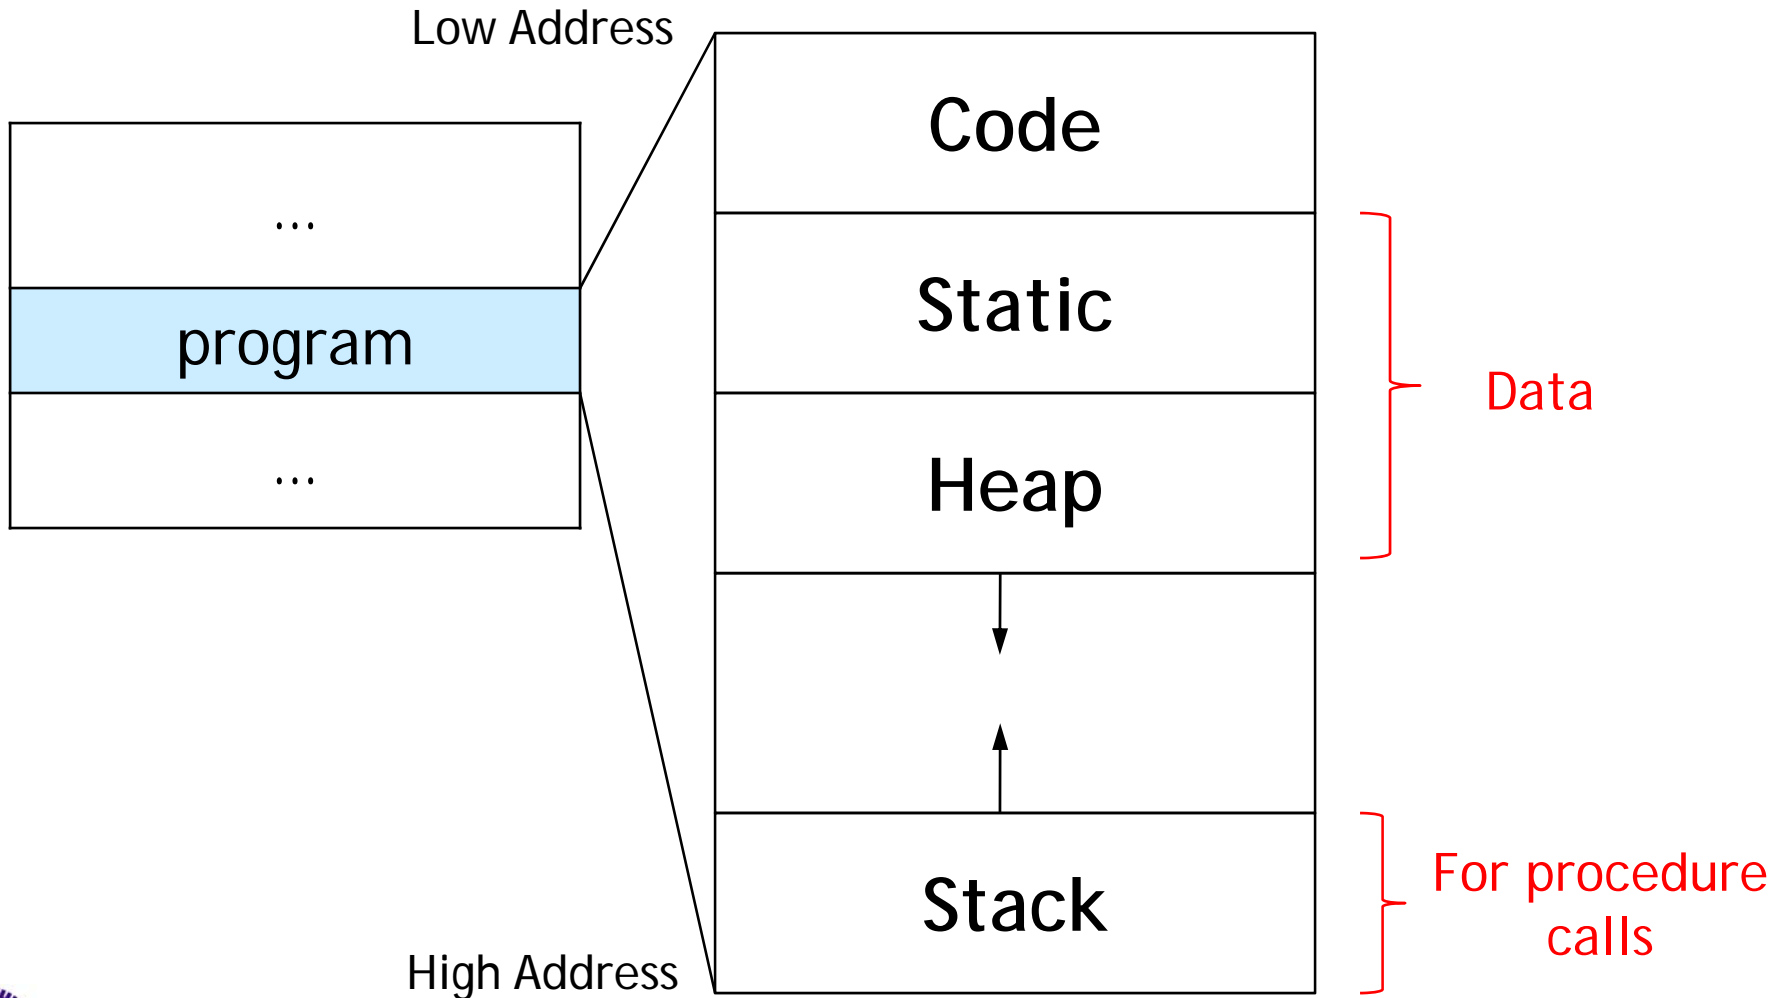 Low Address
...
program
...
Code
Static
Heap
Stack
High Address
Data
For procedure
calls